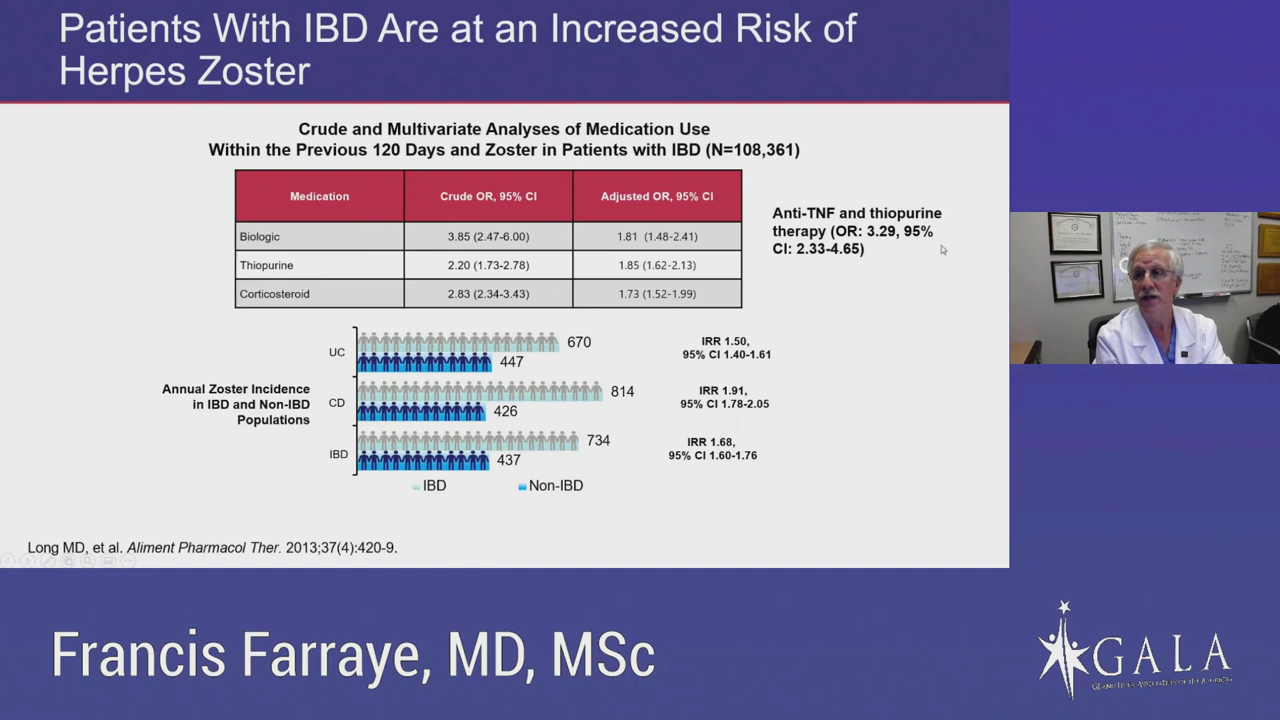 Patients With IBD Are at an Increased Risk of
Herpes Zoster
Crude and Multivariate Analyses of Medication Use
Within the Previous 120 Days and Zoster in Patients with IBD (N=108,361)
Medication Crude OR, 95% CI Adjusted OR, 95% CI
Biologic 3.85 (2.47-6.00) 1.81 (1.48-2.41)
Thiopurine 2.20 (1.73-2.78) 1.85 (1.62-2.13)
Corticosteroid 2.83 (2.34-3.43) 1.73 (1.52-1.99)
Anti-TNF and thiopurine
therapy (OR: 3.29, 95%
CI: 2.33-4.65)
Annual Zoster Incidence
in IBD and Non-IBD
Populations
UC
670
447
IRR 1.50,
95% CI 1.40-1.61
CD
814
426
IRR 1.91,
95% CI 1.78-2.05
IBD
734
437
IRR 1.68,
95% CI 1.60-1.76
IBD Non-IBD
Long MD, et al. Aliment Pharmacol Ther. 2013;37(4):420-9.
Francis Farraye, MD, MSc
GALA